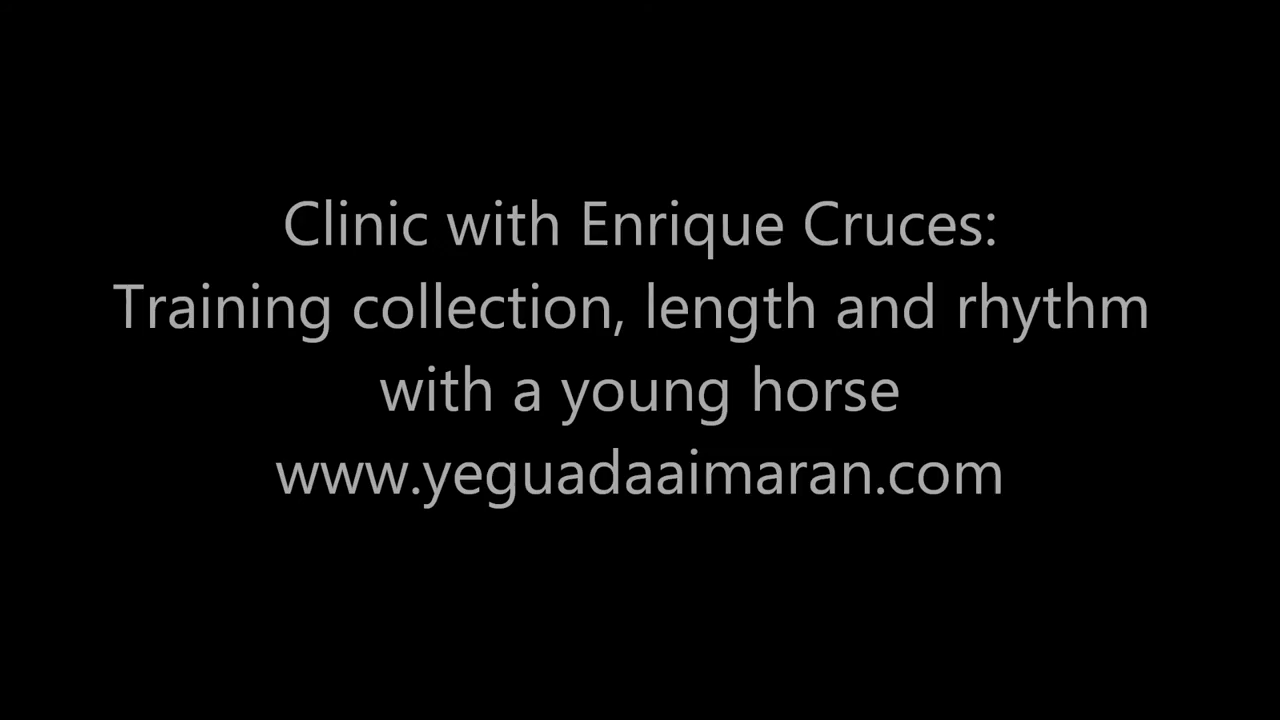 Clinic with Enrique Cruces:
Training collection, length and rhythm
with a young horse
www.yeguadaaimaran.com